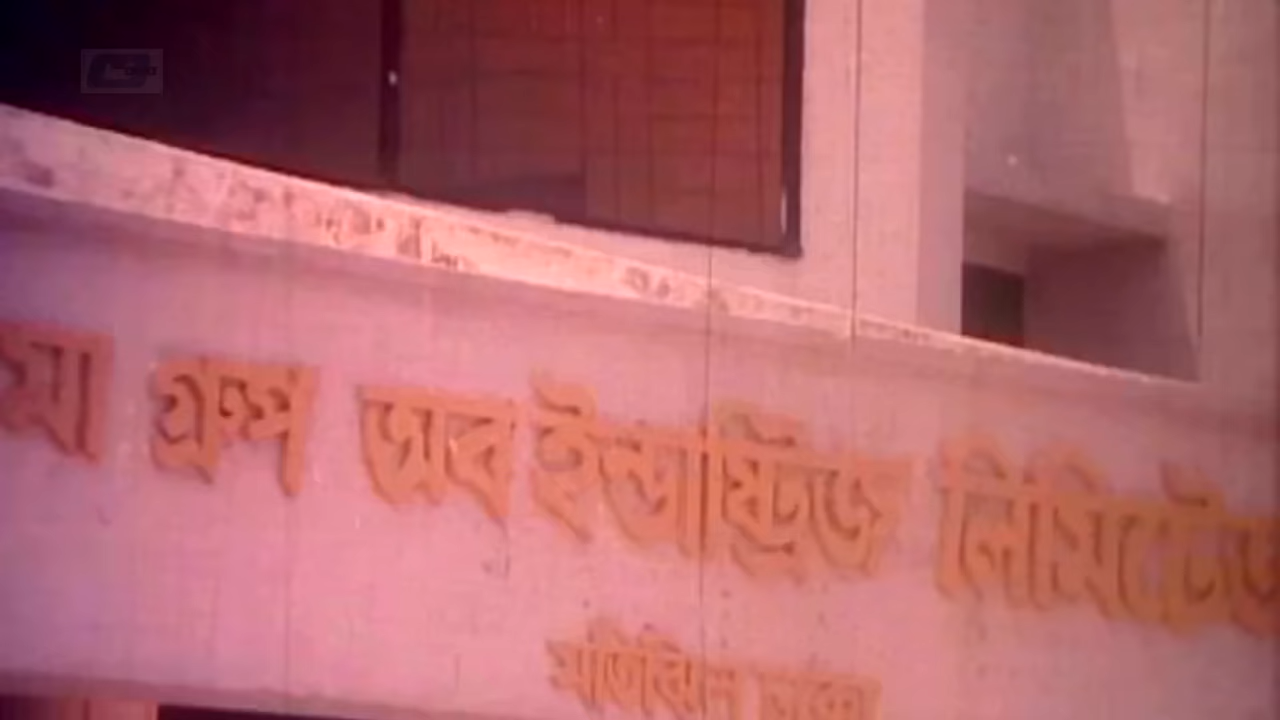 মা গ্রুপ অব ইন্ডাষ্ট্রিজ লিমিটেড
মতিঝিল ঢাকা